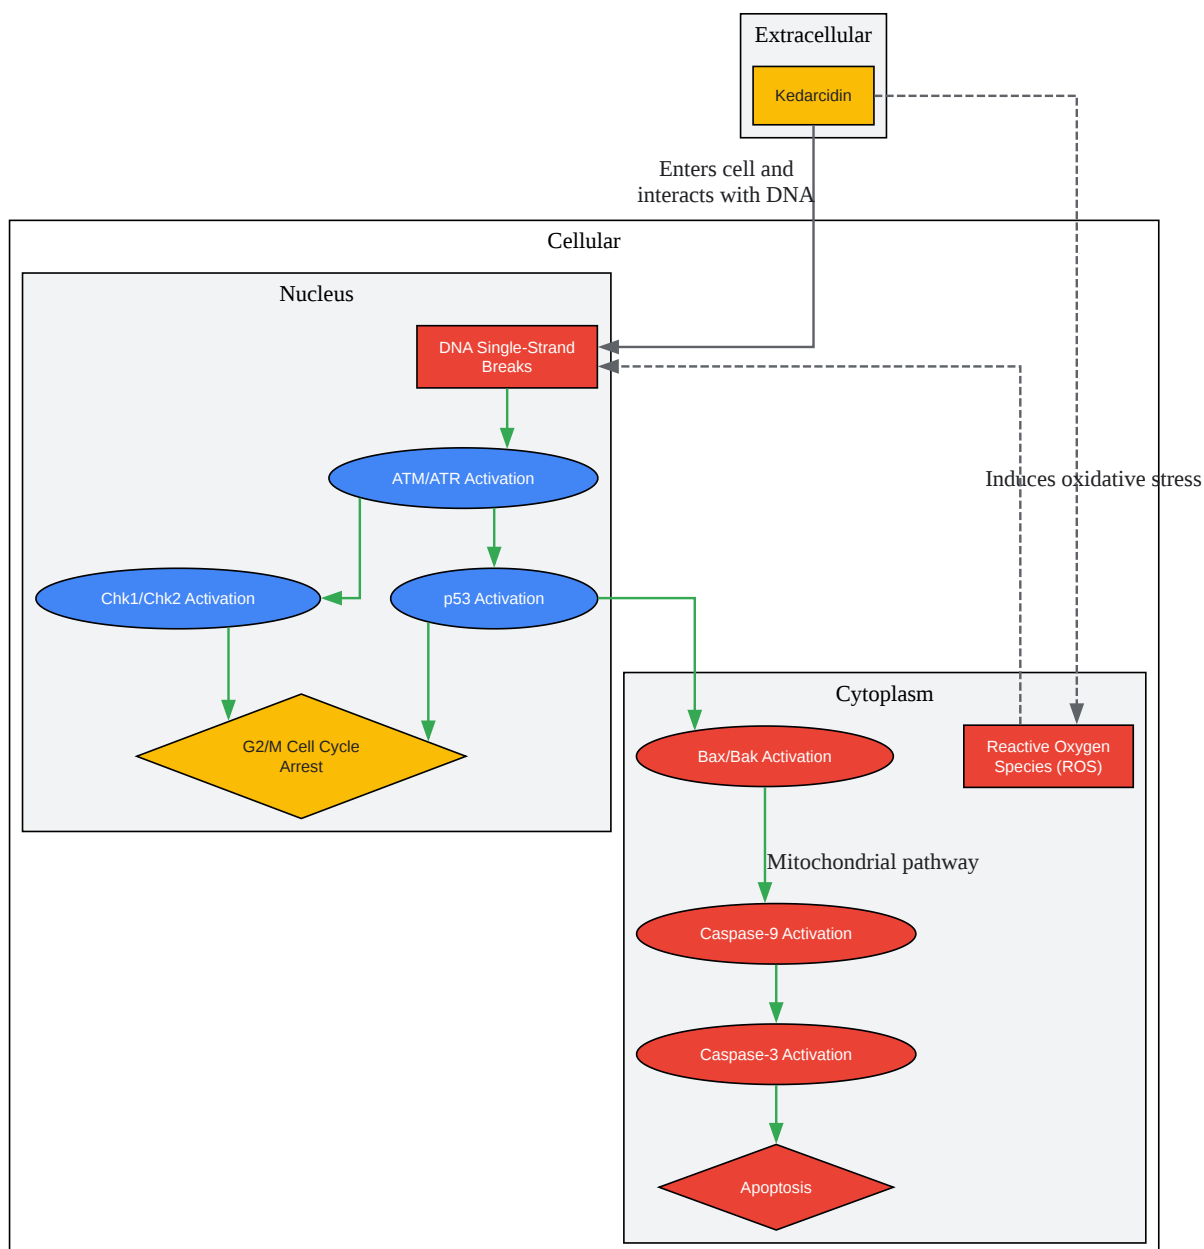 Extracellular
Kedarcidin
Enters cell and
interacts with DNA
Cellular
Nucleus
DNA Single-Strand
Breaks
ATM/ATR Activation
Induces oxidative stress
Chk1/Chk2 Activation
p53 Activation
Cytoplasm
G2/M Cell Cycle
Arrest
Bax/Bak Activation
Reactive Oxygen
Species (ROS)
Mitochondrial pathway
Caspase-9 Activation
Caspase-3 Activation
Apoptosis